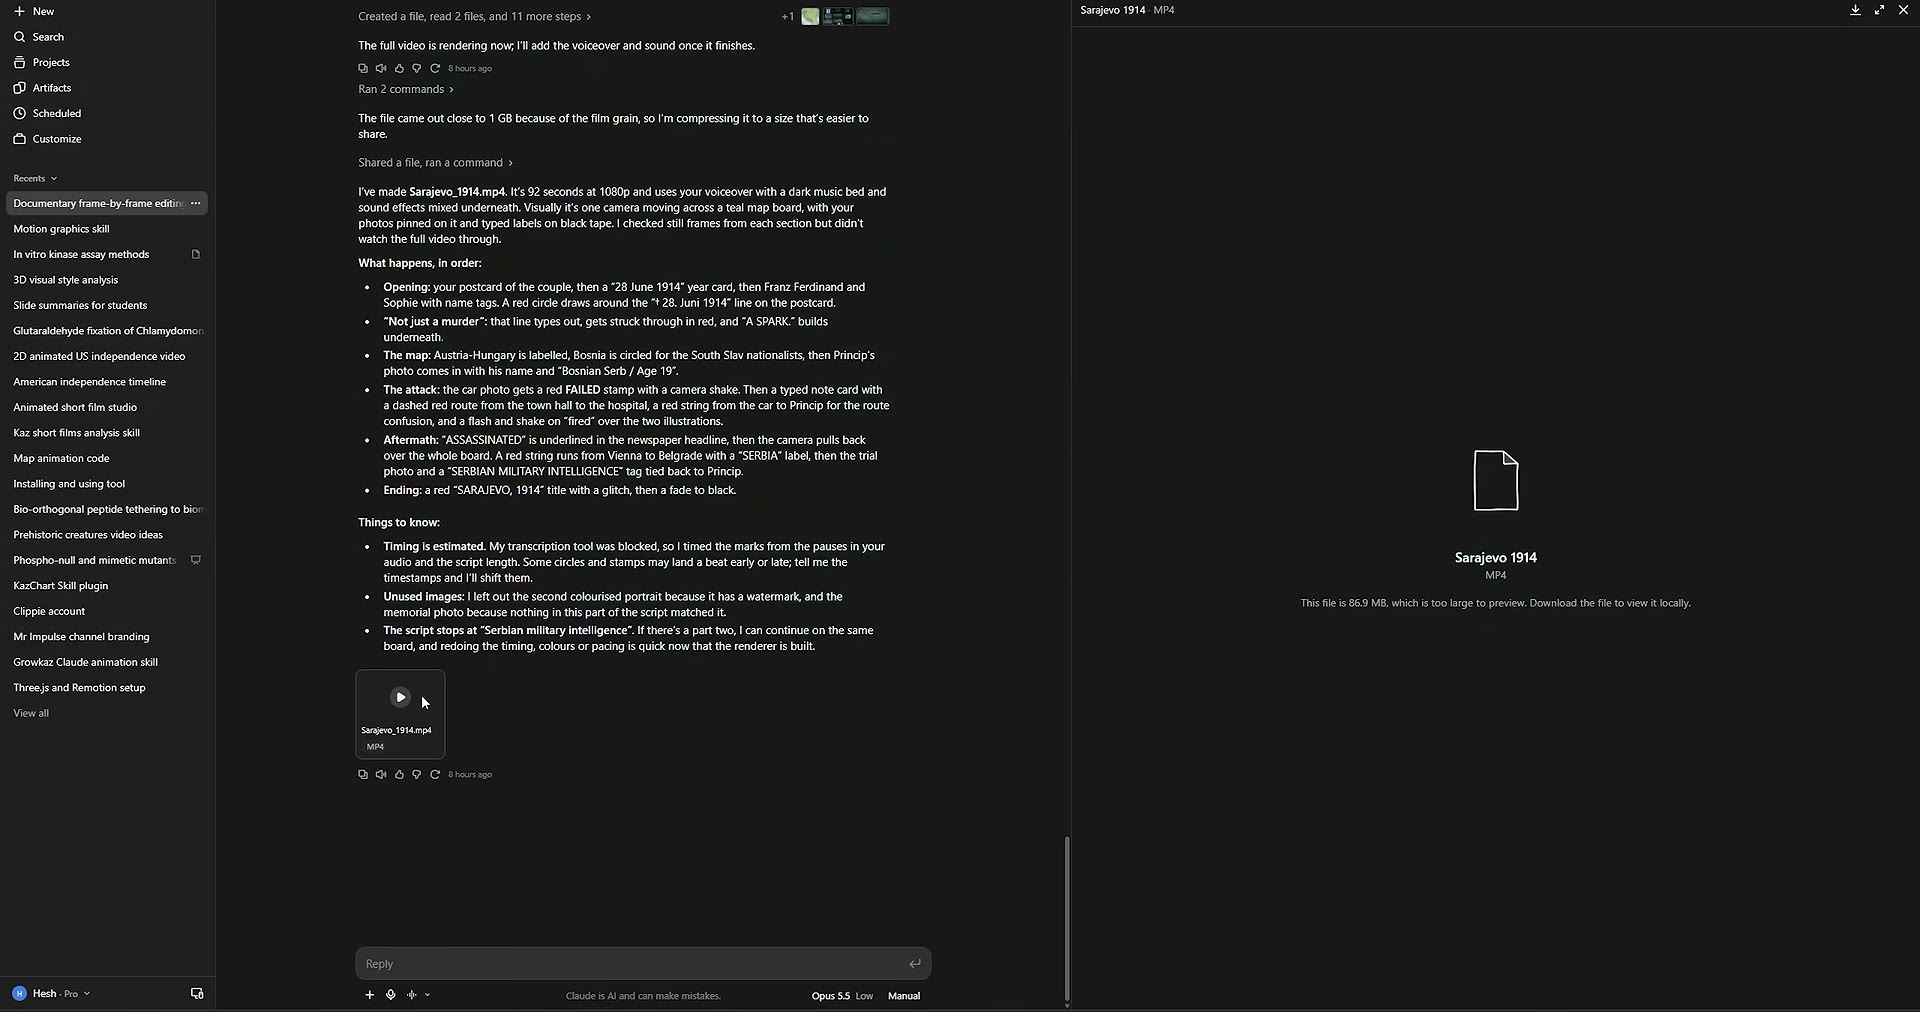 New
Search
Projects
Artifacts
Scheduled
Customize
Recents
Documentary frame-by-frame editing
Motion graphics skill
In vitro kinase assay methods
3D visual style analysis
Slide summaries for students
Glutaraldehyde fixation of Chlamydomon
2D animated US independence video
American independence timeline
Animated short film studio
Kaz short films analysis skill
Map animation code
Installing and using tool
Bio-orthogonal peptide tethering to bion
Prehistoric creatures video ideas
Phospho-null and mimetic mutants
KazChart Skill plugin
Clippie account
Mr Impulse channel branding
Growkaz Claude animation skill
Three.js and Remotion setup
View all
H Hesh · Pro
Created a file, read 2 files, and 11 more steps >
+1
The full video is rendering now; I'll add the voiceover and sound once it finishes.
8 hours ago
Ran 2 commands >
The file came out close to 1 GB because of the film grain, so I'm compressing it to a size that's easier to
share.
Shared a file, ran a command >
I've made Sarajevo_1914.mp4. It's 92 seconds at 1080p and uses your voiceover with a dark music bed and
sound effects mixed underneath. Visually it's one camera moving across a teal map board, with your
photos pinned on it and typed labels on black tape. I checked still frames from each section but didn't
watch the full video through.
What happens, in order:
• Opening: your postcard of the couple, then a "28 June 1914" year card, then Franz Ferdinand and
Sophie with name tags. A red circle draws around the "† 28. Juni 1914" line on the postcard.
• "Not just a murder": that line types out, gets struck through in red, and "A SPARK." builds
underneath.
• The map: Austria-Hungary is labelled, Bosnia is circled for the South Slav nationalists, then Princip's
photo comes in with his name and "Bosnian Serb / Age 19".
• The attack: the car photo gets a red FAILED stamp with a camera shake. Then a typed note card with
a dashed red route from the town hall to the hospital, a red string from the car to Princip for the route
confusion, and a flash and shake on "fired" over the two illustrations.
• Aftermath: "ASSASSINATED" is underlined in the newspaper headline, then the camera pulls back
over the whole board. A red string runs from Vienna to Belgrade with a "SERBIA" label, then the trial
photo and a "SERBIAN MILITARY INTELLIGENCE" tag tied back to Princip.
• Ending: a red "SARAJEVO, 1914" title with a glitch, then a fade to black.
Things to know:
• Timing is estimated. My transcription tool was blocked, so I timed the marks from the pauses in your
audio and the script length. Some circles and stamps may land a beat early or late; tell me the
timestamps and I'll shift them.
• Unused images: I left out the second colourised portrait because it has a watermark, and the
memorial photo because nothing in this part of the script matched it.
• The script stops at "Serbian military intelligence". If there's a part two, I can continue on the same
board, and redoing the timing, colours or pacing is quick now that the renderer is built.
Sarajevo_1914.mp4
MP4
8 hours ago
Reply
Claude is AI and can make mistakes.
Opus 5.5 Low
Manual
Sarajevo 1914 · MP4
Sarajevo 1914
MP4
This file is 86.9 MB, which is too large to preview. Download the file to view it locally.